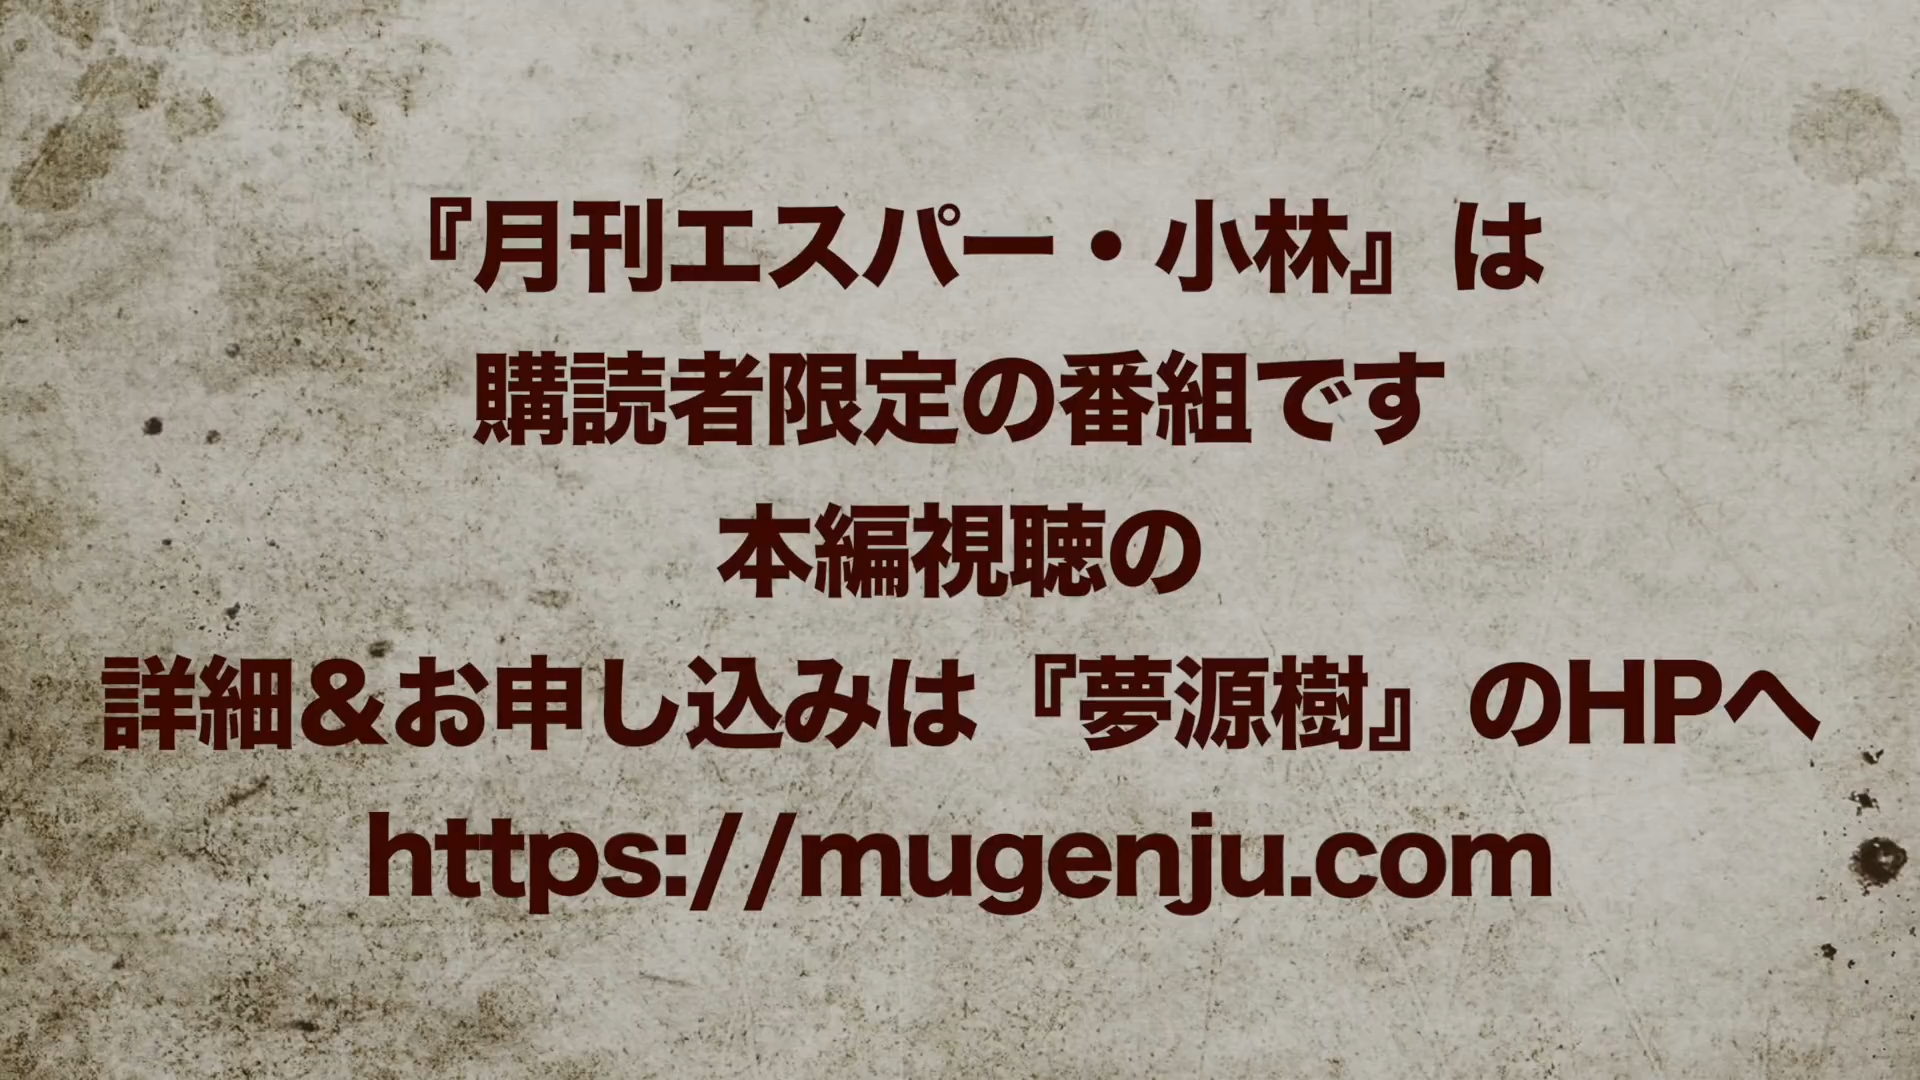 『月刊エスパー・小林』は
購読者限定の番組です
本編視聴の
詳細＆お申し込みは『夢源樹』のHPへ
https://mugenju.com